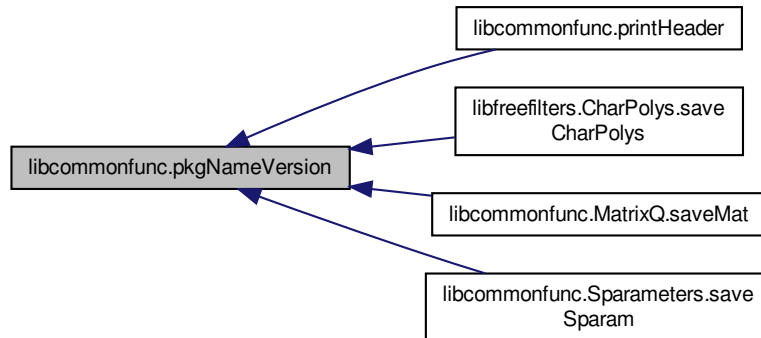 libcommonfunc.printHeader
libfreefilters.CharPolys.save
CharPolys
libcommonfunc.pkgNameVersion
libcommonfunc.MatrixQ.saveMat
libcommonfunc.Sparameters.save
Sparam